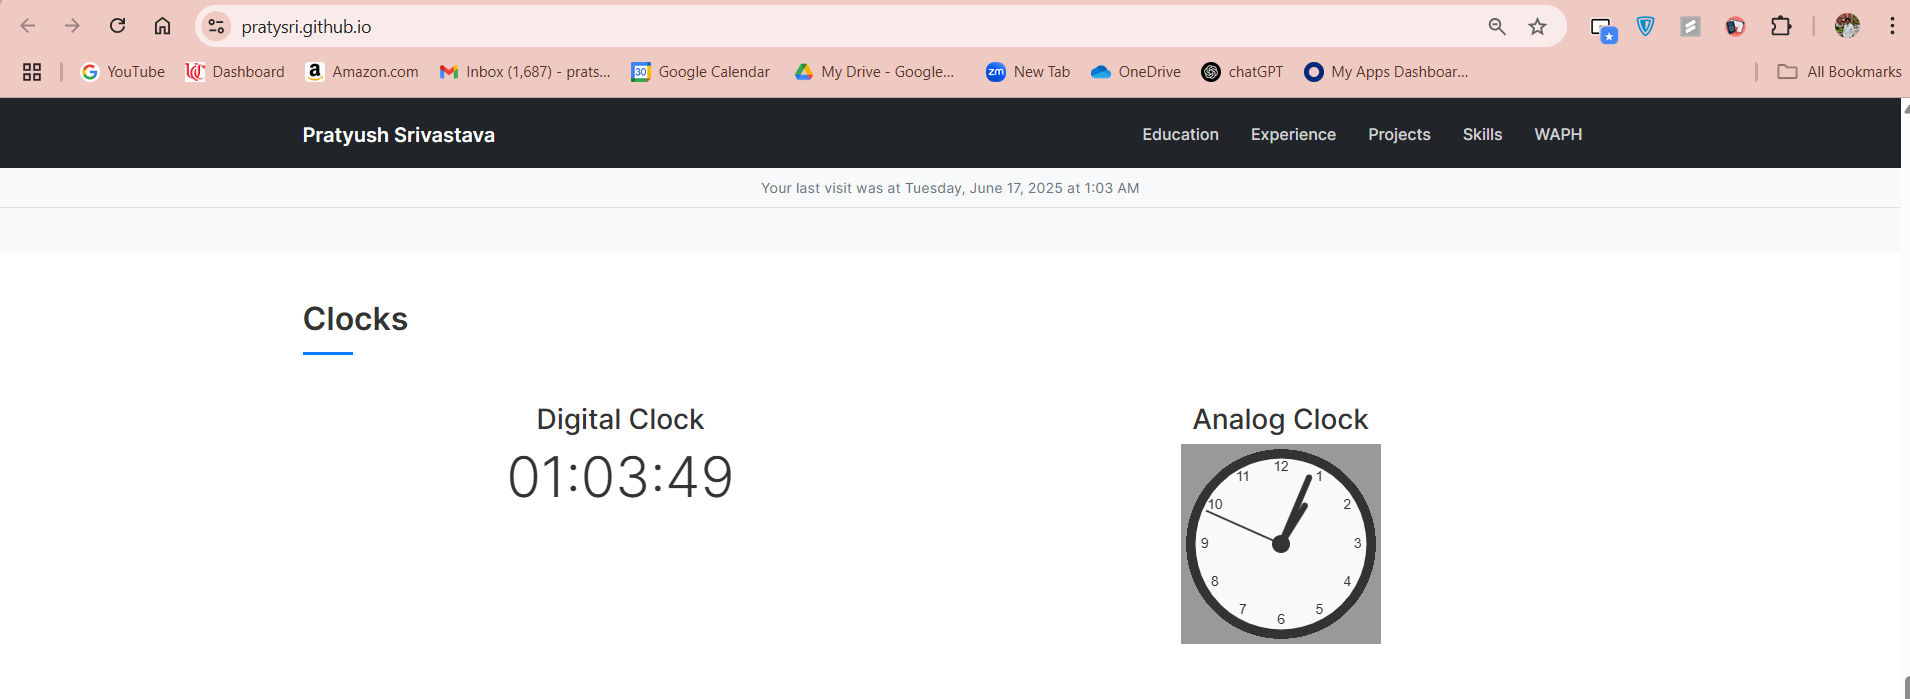 pratysri.github.io
YouTube Dashboard Amazon.com Inbox (1,687) - prats... 30 Google Calendar My Drive - Google... zm New Tab OneDrive chatGPT My Apps Dashboar... All Bookmarks
Pratyush Srivastava Education Experience Projects Skills WAPH
Your last visit was at Tuesday, June 17, 2025 at 1:03 AM
Clocks
Digital Clock
01:03:49
Analog Clock
12
11 1
10 2
9 3
8 4
7 5
6